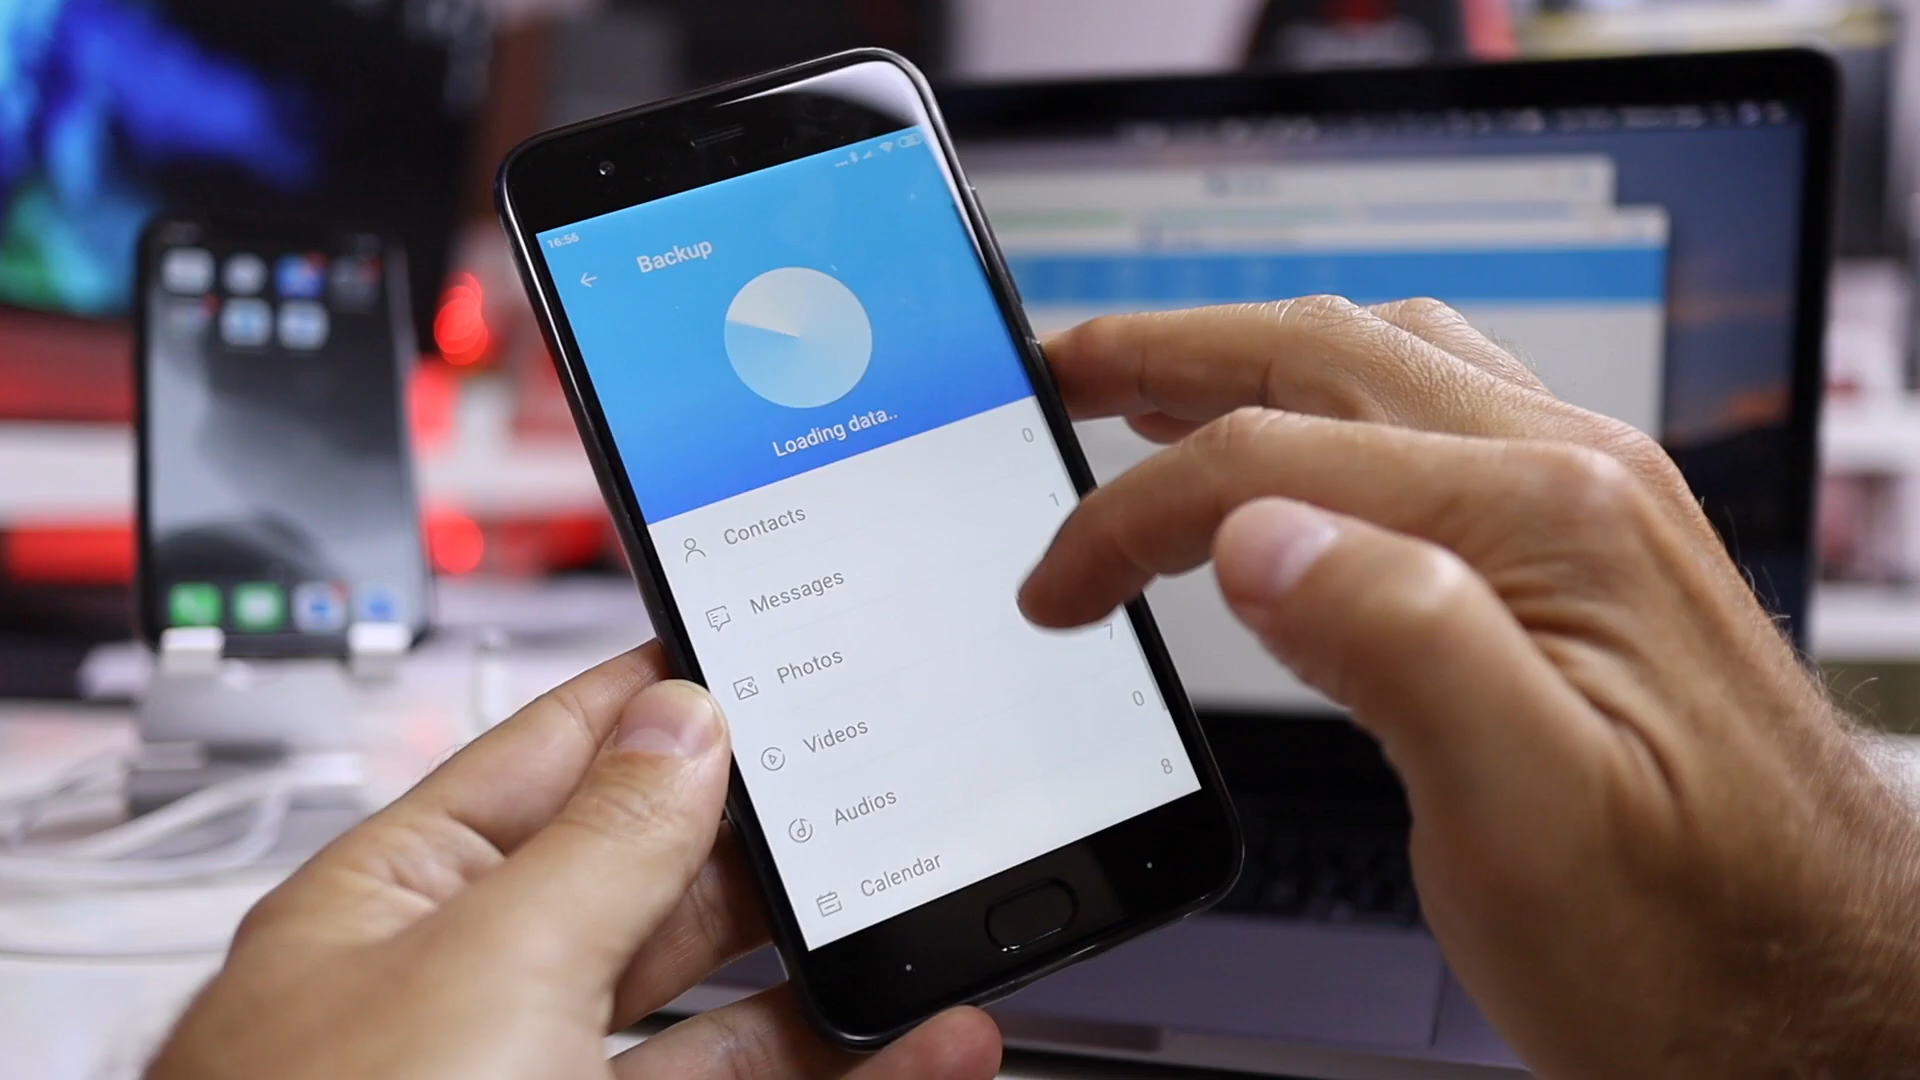 16:56
Backup
Loading data..
Contacts 0
Messages 1
Photos
Videos 7
Audios 0
Calendar 8